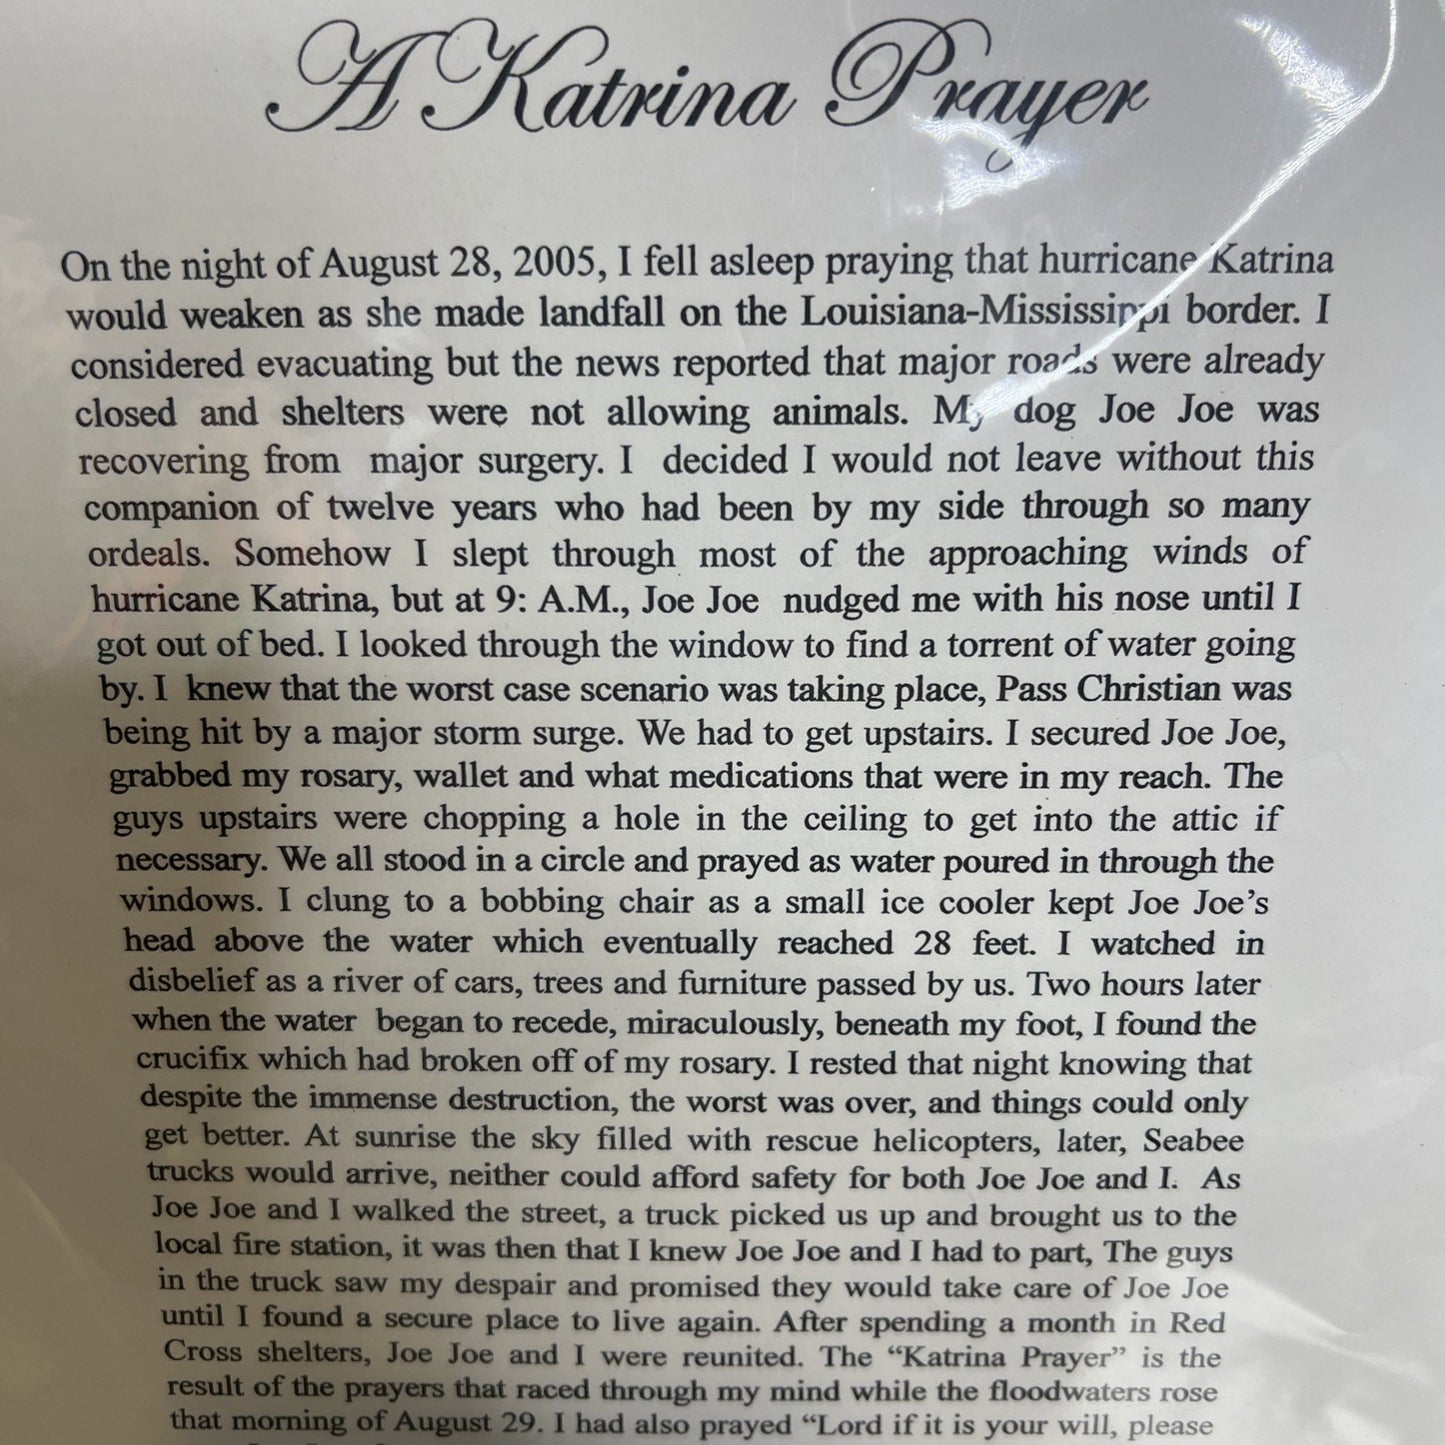 A Katrina Prayer
On the night of August 28, 2005, I fell asleep praying that hurricane Katrina
would weaken as she made landfall on the Louisiana-Mississippi border. I
considered evacuating but the news reported that major roads were already
closed and shelters were not allowing animals. My dog Joe Joe was
recovering from major surgery. I decided I would not leave without this
companion of twelve years who had been by my side through so many
ordeals. Somehow I slept through most of the approaching winds of
hurricane Katrina, but at 9: A.M., Joe Joe nudged me with his nose until I
got out of bed. I looked through the window to find a torrent of water going
by. I knew that the worst case scenario was taking place, Pass Christian was
being hit by a major storm surge. We had to get upstairs. I secured Joe Joe,
grabbed my rosary, wallet and what medications that were in my reach. The
guys upstairs were chopping a hole in the ceiling to get into the attic if
necessary. We all stood in a circle and prayed as water poured in through the
windows. I clung to a bobbing chair as a small ice cooler kept Joe Joe's
head above the water which eventually reached 28 feet. I watched in
disbelief as a river of cars, trees and furniture passed by us. Two hours later
when the water began to recede, miraculously, beneath my foot, I found the
crucifix which had broken off of my rosary. I rested that night knowing that
despite the immense destruction, the worst was over, and things could only
get better. At sunrise the sky filled with rescue helicopters, later, Seabee
trucks would arrive, neither could afford safety for both Joe Joe and I. As
Joe Joe and I walked the street, a truck picked us up and brought us to the
local fire station, it was then that I knew Joe Joe and I had to part, The guys
in the truck saw my despair and promised they would take care of Joe Joe
until I found a secure place to live again. After spending a month in Red
Cross shelters, Joe Joe and I were reunited. The “Katrina Prayer” is the
result of the prayers that raced through my mind while the floodwaters rose
that morning of August 29. I had also prayed “Lord if it is your will, please